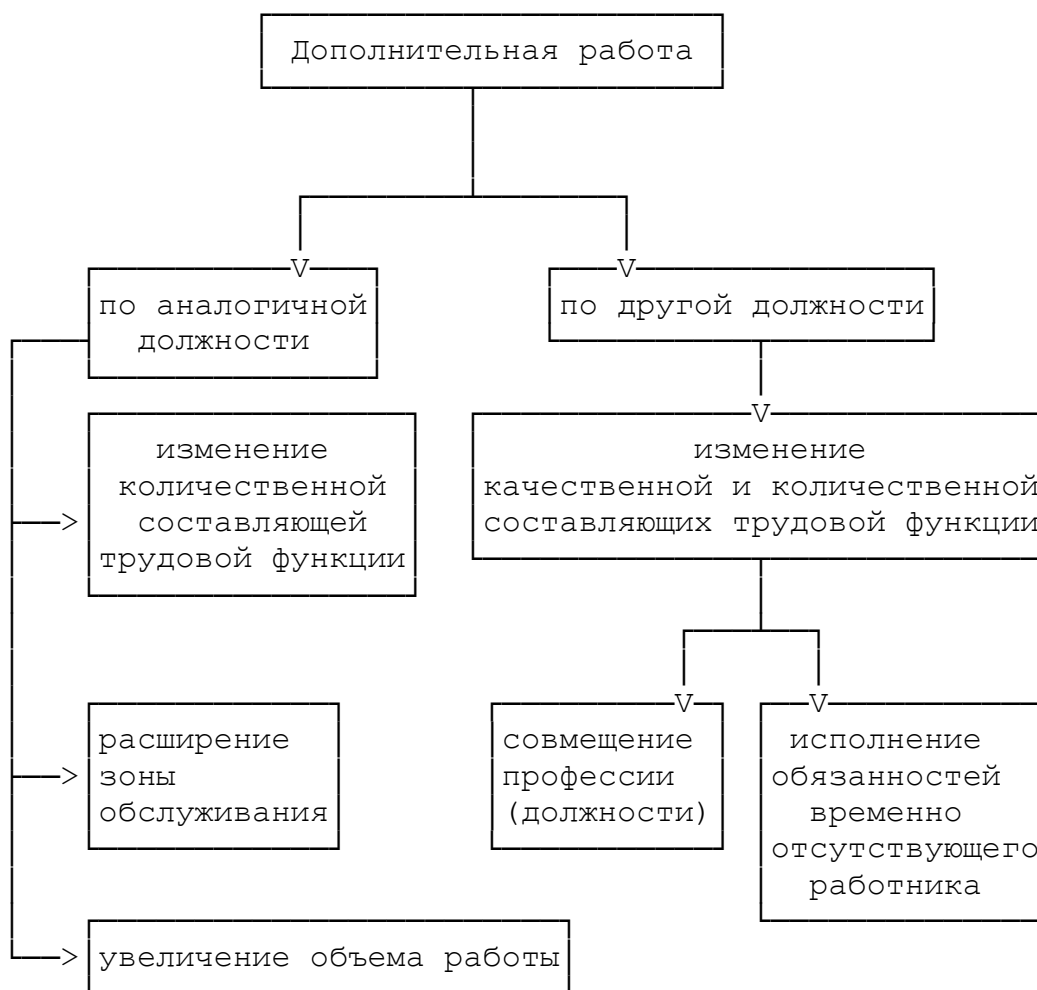 Дополнительная работа
по аналогичной
должности
по другой должности
изменение
количественной
составляющей
трудовой функции
изменение
качественной и количественной
составляющих трудовой функции
расширение
зоны
обслуживания
совмещение
профессии
(должности)
исполнение
обязанностей
временно
отсутствующего
работника
увеличение объема работы